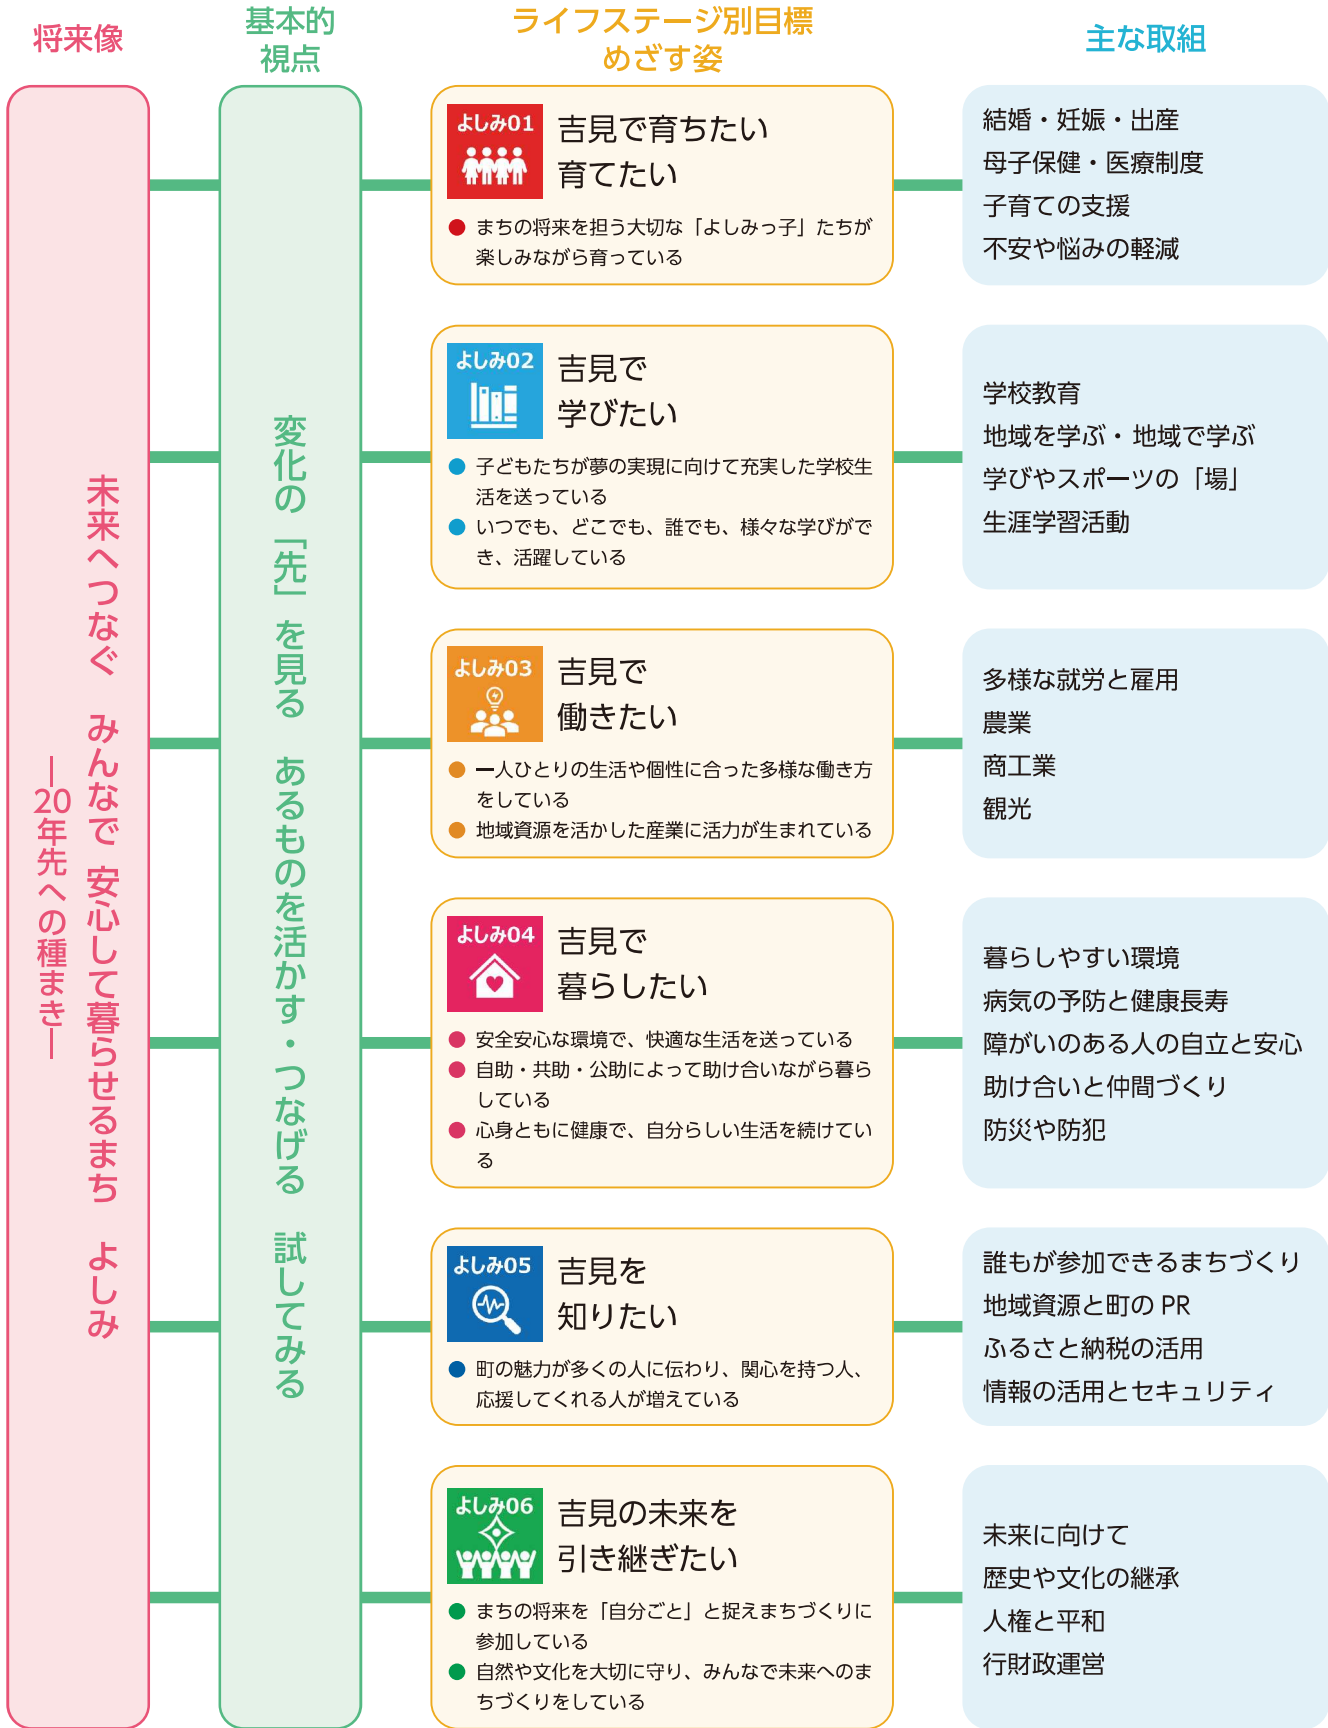 将来像
基本的
視点
ライフステージ別目標
めざす姿
主な取組
未来へつなぐ みんなで 安心して暮らせるまち よしみ
―20年先への種まき―
変化の「先」を見る あるものを活かす・つなげる 試してみる
よしみ01
吉見で育ちたい
育てたい
● まちの将来を担う大切な「よしみっ子」たちが
楽しみながら育っている
結婚・妊娠・出産
母子保健・医療制度
子育ての支援
不安や悩みの軽減
よしみ02
吉見で
学びたい
● 子どもたちが夢の実現に向けて充実した学校生
活を送っている
● いつでも、どこでも、誰でも、様々な学びがで
き、活躍している
学校教育
地域を学ぶ・地域で学ぶ
学びやスポーツの「場」
生涯学習活動
よしみ03
吉見で
働きたい
● 一人ひとりの生活や個性に合った多様な働き方
をしている
● 地域資源を活かした産業に活力が生まれている
多様な就労と雇用
農業
商工業
観光
よしみ04
吉見で
暮らしたい
● 安全安心な環境で、快適な生活を送っている
● 自助・共助・公助によって助け合いながら暮ら
している
● 心身ともに健康で、自分らしい生活を続けてい
る
暮らしやすい環境
病気の予防と健康長寿
障がいのある人の自立と安心
助け合いと仲間づくり
防災や防犯
よしみ05
吉見を
知りたい
● 町の魅力が多くの人に伝わり、関心を持つ人、
応援してくれる人が増えている
誰もが参加できるまちづくり
地域資源と町の PR
ふるさと納税の活用
情報の活用とセキュリティ
よしみ06
吉見の未来を
引き継ぎたい
● まちの将来を「自分ごと」と捉えまちづくりに
参加している
● 自然や文化を大切に守り、みんなで未来へのま
ちづくりをしている
未来に向けて
歴史や文化の継承
人権と平和
行財政運営